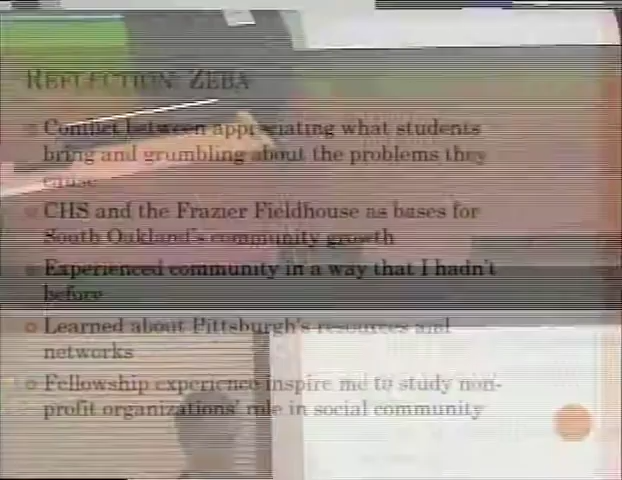 REFLECTION: ZEBA
Conflict between appreciating what students
bring and grumbling about the problems they
cause
CHS and the Frazier Fieldhouse as bases for
South Oakland's community growth
Experienced community in a way that I hadn't
before
Learned about Pittsburgh's resources and
networks
Fellowship experience inspire me to study non-
profit organizations' role in social community